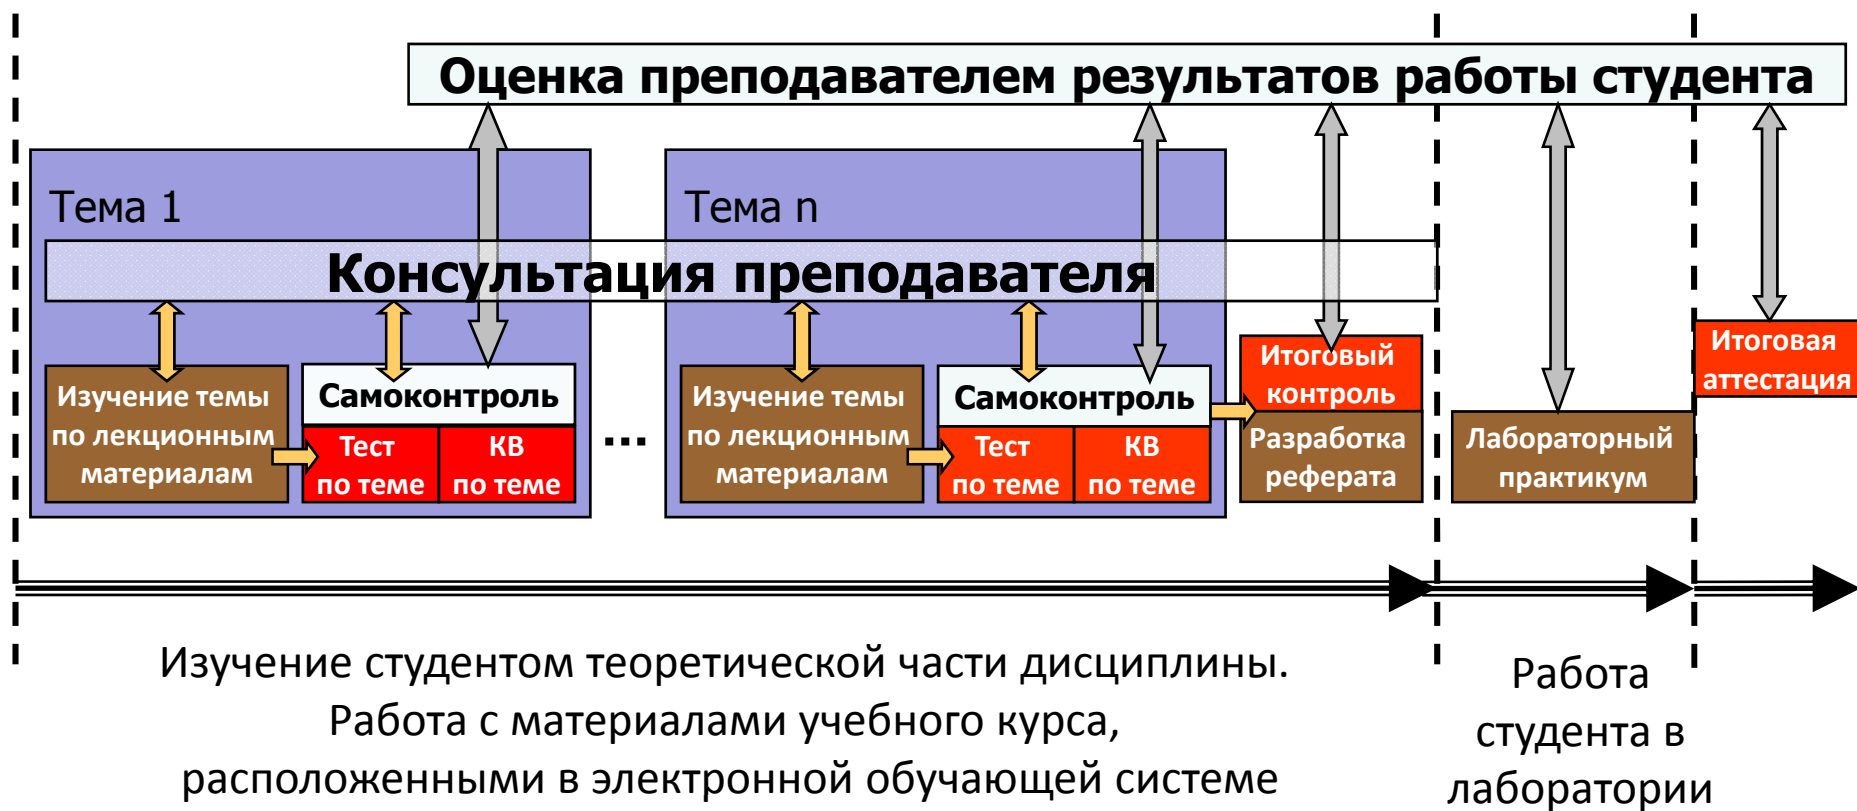 Оценка преподавателем результатов работы студента
Тема 1
Тема n
Консультация преподавателя
Изучение темы
по лекционным
материалам
Самоконтроль
Тест
по теме
КВ
по теме
...
Изучение темы
по лекционным
материалам
Самоконтроль
Тест
по теме
КВ
по теме
Итоговый
контроль
Разработка
реферата
Лабораторный
практикум
Итоговая
аттестация
Изучение студентом теоретической части дисциплины.
Работа с материалами учебного курса,
расположенными в электронной обучающей системе
Работа
студента в
лаборатории